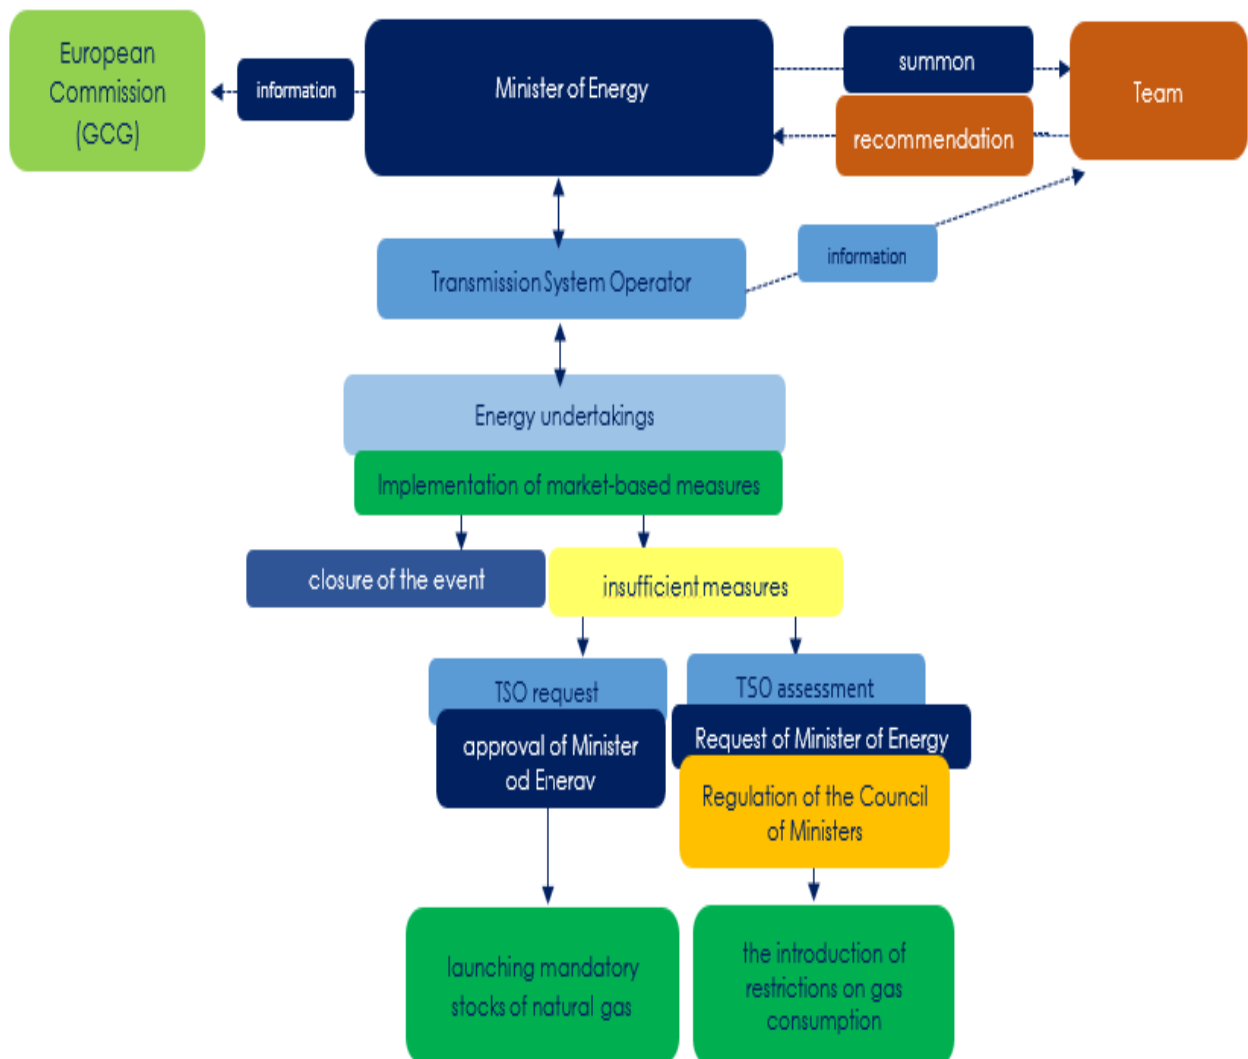 European
Commission
(GCG)
information
Minister of Energy
summon
recommendation
Team
Transmission System Operator
information
Energy undertakings
Implementation of market-based measures
closure of the event
insufficient measures
TSO request
approval of Minister
od Enerav
TSO assessment
Request of Minister of Energy
Regulation of the Council
of Ministers
launching mandatory
stocks of natural gas
the introduction of
restrictions on gas
consumption